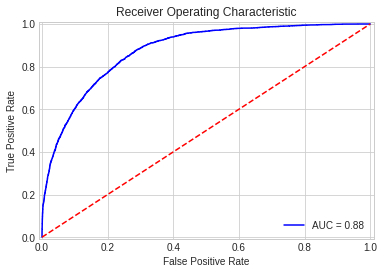 Receiver Operating Characteristic
True Positive Rate
1.0
0.8
0.6
0.4
0.2
0.0
AUC = 0.88
0.0 0.2 0.4 0.6 0.8 1.0
False Positive Rate